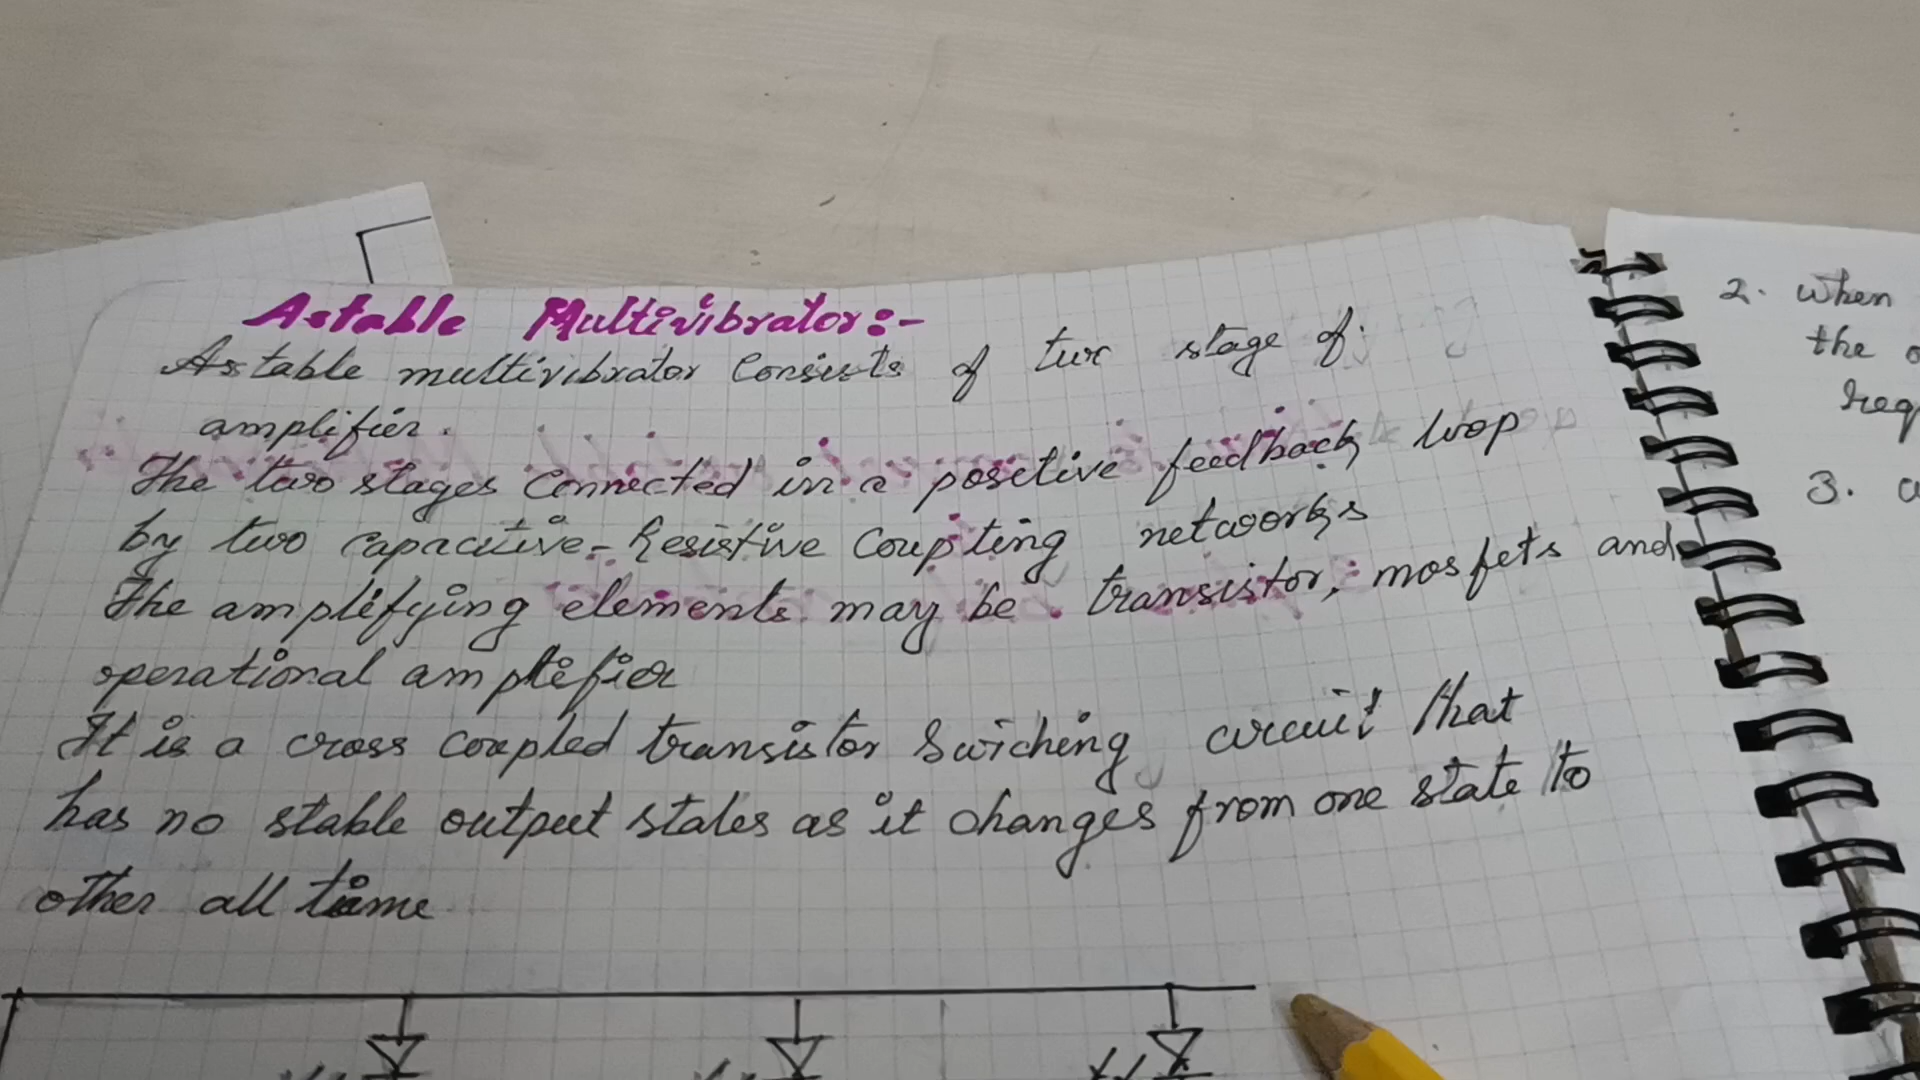 Astable Multivibrator:-
Astable multivibrator Consists of two stage of
amplifier.
The two stages Connected in a positive feedback loop
by two capacitive-Resistive Coupling networks
The amplifying elements may be transistor, mosfets and
operational amplifier
It is a cross coupled transistor Swiching circuit that
has no stable output states as it changes from one state to
other all time
2. when
the
3.